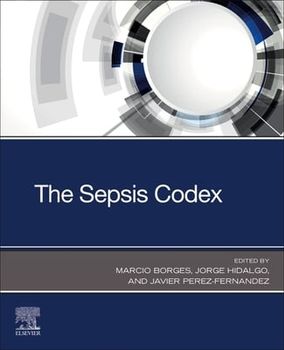 The Sepsis Codex
EDITED BY
MARCIO BORGES, JORGE HIDALGO,
AND JAVIER PEREZ-FERNANDEZ
ELSEVIER